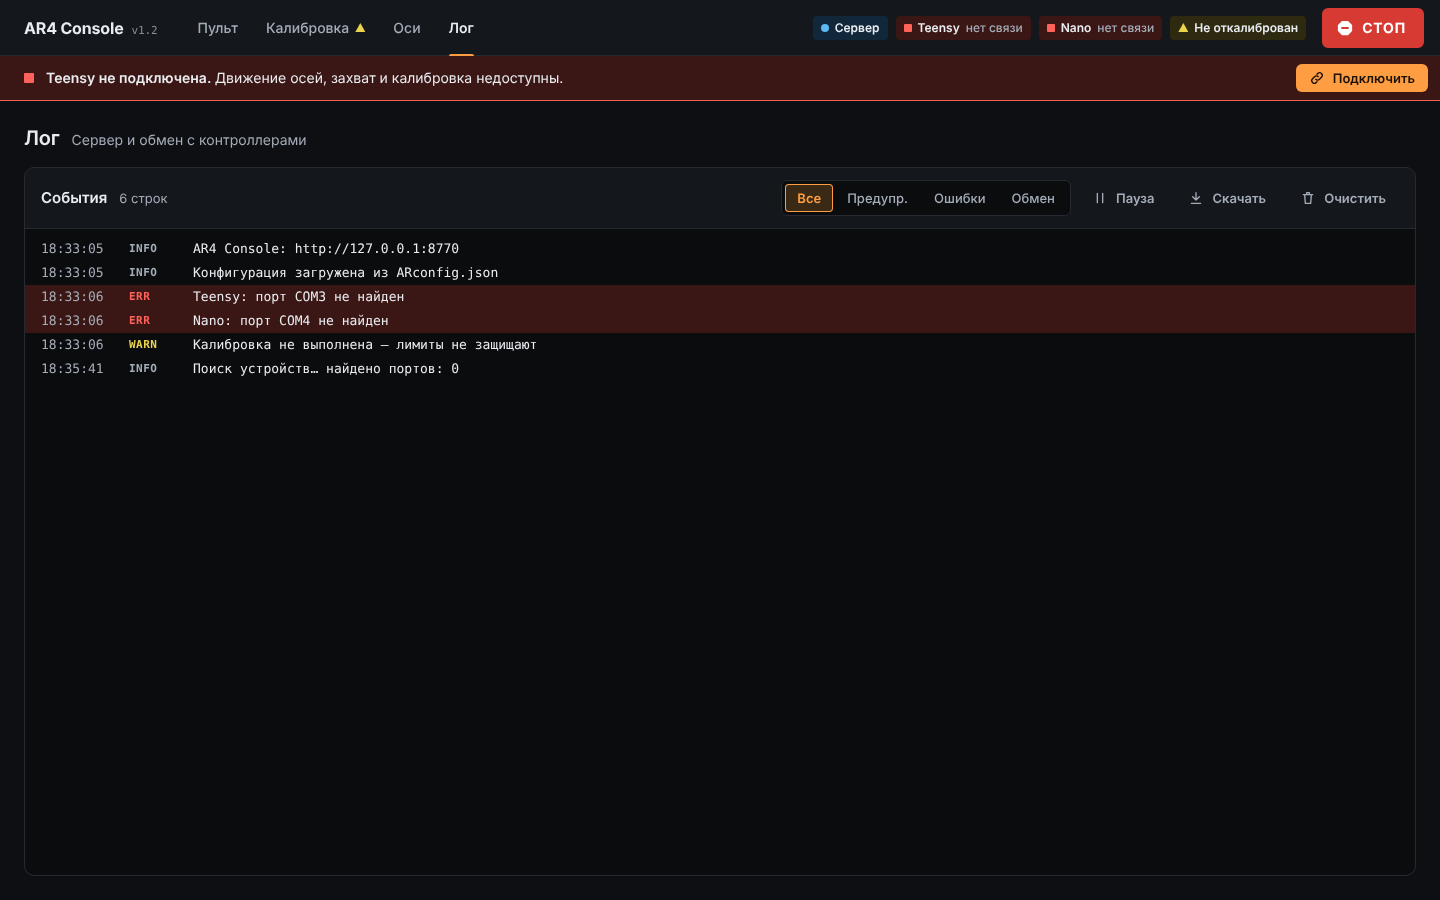 AR4 Console v1.2 Пульт Калибровка Оси Лог Сервер Teensy нет связи Nano нет связи Не откалиброван СТОП
Teensy не подключена. Движение осей, захват и калибровка недоступны. Подключить
Лог Сервер и обмен с контроллерами
События 6 строк Все Предупр. Ошибки Обмен Пауза Скачать Очистить
18:33:05 INFO AR4 Console: http://127.0.0.1:8770
18:33:05 INFO Конфигурация загружена из ARconfig.json
18:33:06 ERR Teensy: порт COM3 не найден
18:33:06 ERR Nano: порт COM4 не найден
18:33:06 WARN Калибровка не выполнена — лимиты не защищают
18:35:41 INFO Поиск устройств… найдено портов: 0